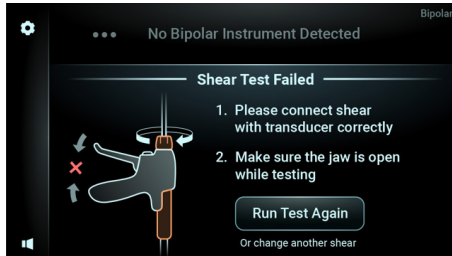 Bipolar
No Bipolar Instrument Detected
Shear Test Failed
1. Please connect shear
with transducer correctly
2. Make sure the jaw is open
while testing
Run Test Again
Or change another shear